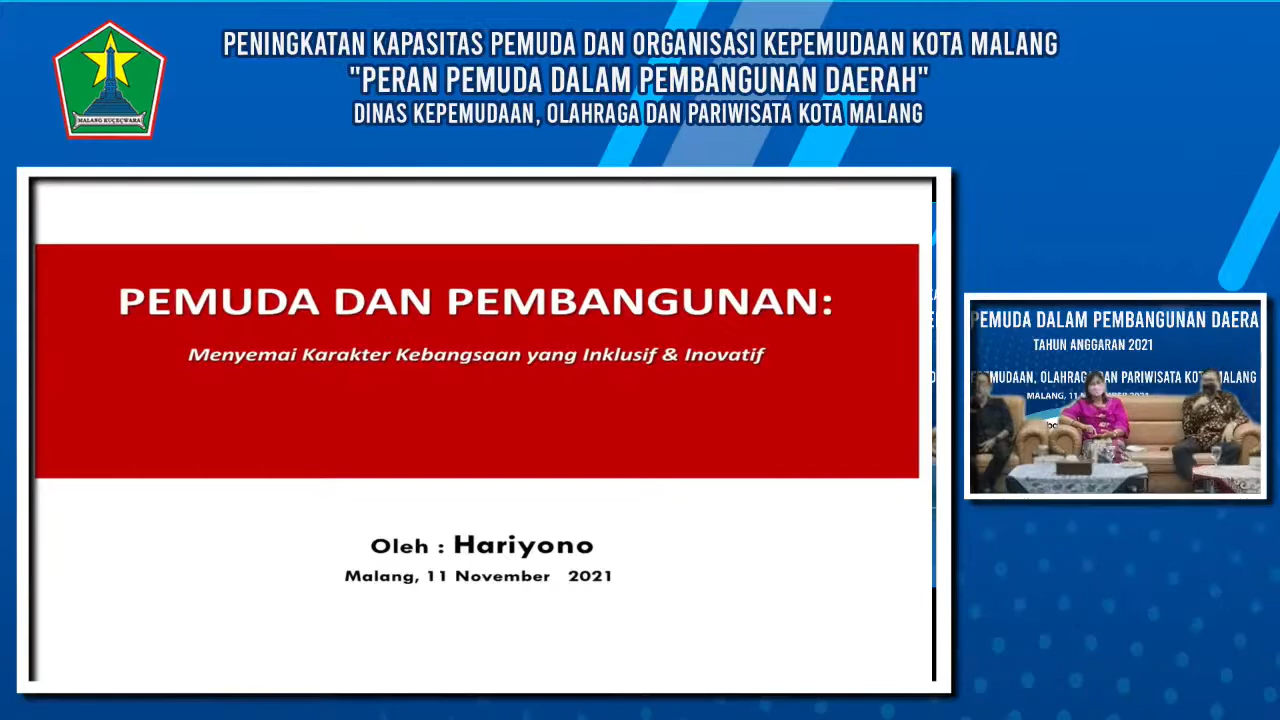 PENINGKATAN KAPASITAS PEMUDA DAN ORGANISASI KEPEMUDAAN KOTA MALANG
"PERAN PEMUDA DALAM PEMBANGUNAN DAERAH"
DINAS KEPEMUDAAN, OLAHRAGA DAN PARIWISATA KOTA MALANG
MALANG KUÇEÇWARA
PEMUDA DAN PEMBANGUNAN:
Menyemai Karakter Kebangsaan yang Inklusif & Inovatif
Oleh : Hariyono
Malang, 11 November 2021
PEMUDA DALAM PEMBANGUNAN DAERA
TAHUN ANGGARAN 2021
OLAHRAGA DAN PARIWISATA KOTA MALANG
MALANG, 11 2021